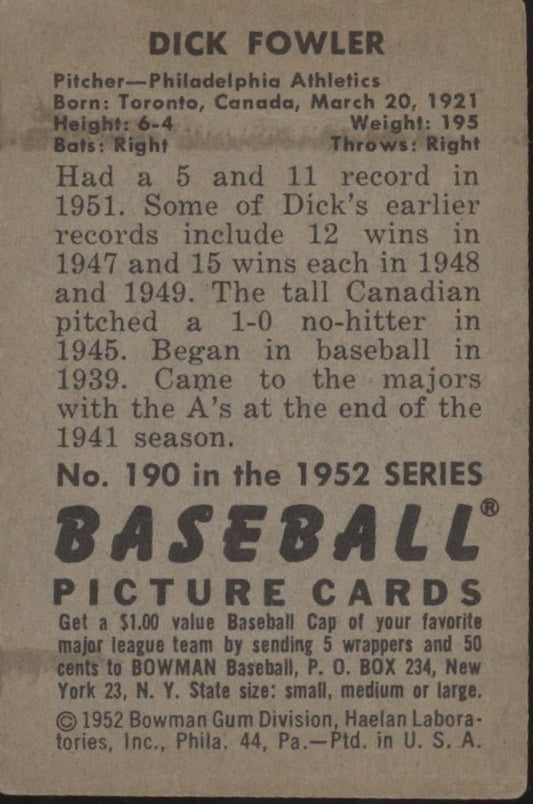 DICK FOWLER
Pitcher—Philadelphia Athletics
Born: Toronto, Canada, March 20, 1921
Height: 6-4 Weight: 195
Bats: Right Throws: Right
Had a 5 and 11 record in
1951. Some of Dick's earlier
records include 12 wins in
1947 and 15 wins each in 1948
and 1949. The tall Canadian
pitched a 1-0 no-hitter in
1945. Began in baseball in
1939. Came to the majors
with the A's at the end of the
1941 season.
No. 190 in the 1952 SERIES
BASEBALL®
PICTURE CARDS
Get a $1.00 value Baseball Cap of your favorite
major league team by sending 5 wrappers and 50
cents to BOWMAN Baseball, P. O. BOX 234, New
York 23, N. Y. State size: small, medium or large.
© 1952 Bowman Gum Division, Haelan Labora-
tories, Inc., Phila. 44, Pa.—Ptd. in U. S. A.